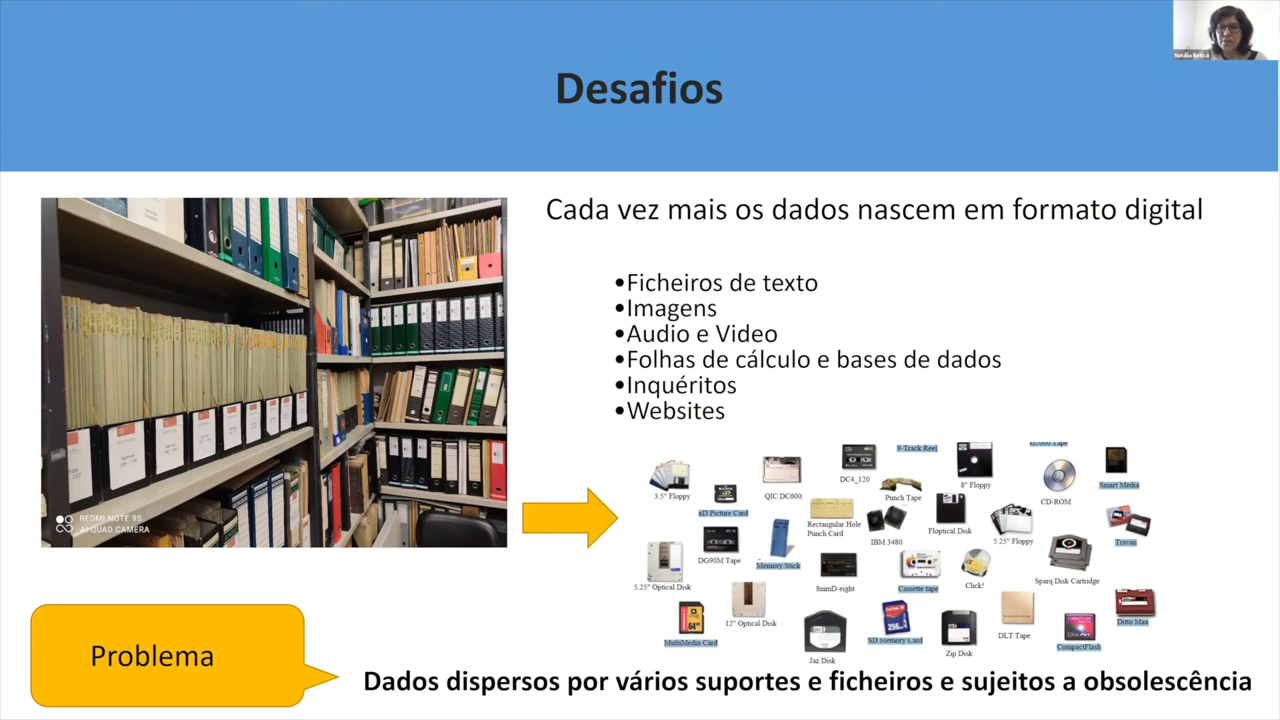 Natália Botica
Desafios
Cada vez mais os dados nascem em formato digital
•Ficheiros de texto
•Imagens
•Audio e Video
•Folhas de cálculo e bases de dados
•Inquéritos
•Websites
REDMI NOTE 9S
AI QUAD CAMERA
3.5" Floppy
xD Picture Card
QIC DC600
DC4_120
9-Track Reel
Punch Tape
8" Floppy
CD-ROM
Smart Media
Rectangular Hole
Punch Card
IBM 3480
Floptical Disk
5.25" Floppy
Travan
DG90M Tape
Memory Stick
5.25" Optical Disk
8mmD-eight
Cassette tape
Click!
Sparq Disk Cartridge
MultiMedia Card
12" Optical Disk
Jaz Disk
SD Memory Card
Zip Disk
DLT Tape
CompactFlash
Ditto Max
Problema
Dados dispersos por vários suportes e ficheiros e sujeitos a obsolescência